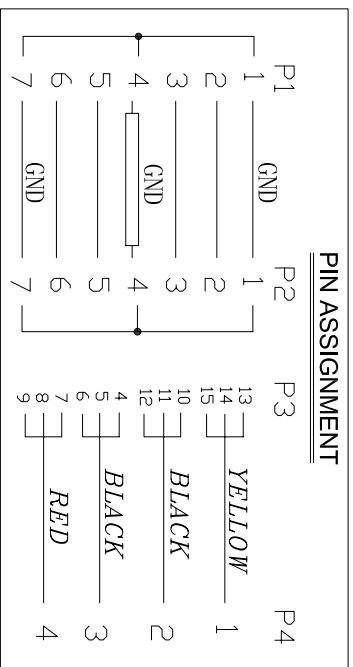 PIN ASSIGNMENT
P1 P2 P3 P4
1 GND 1 13
2 2 14 YELLOW 1
15
3 3 10
11 BLACK 2
4 GND 4 12
4
5 5 5 BLACK 3
6
6 6 7
8 RED 4
7 GND 7 9